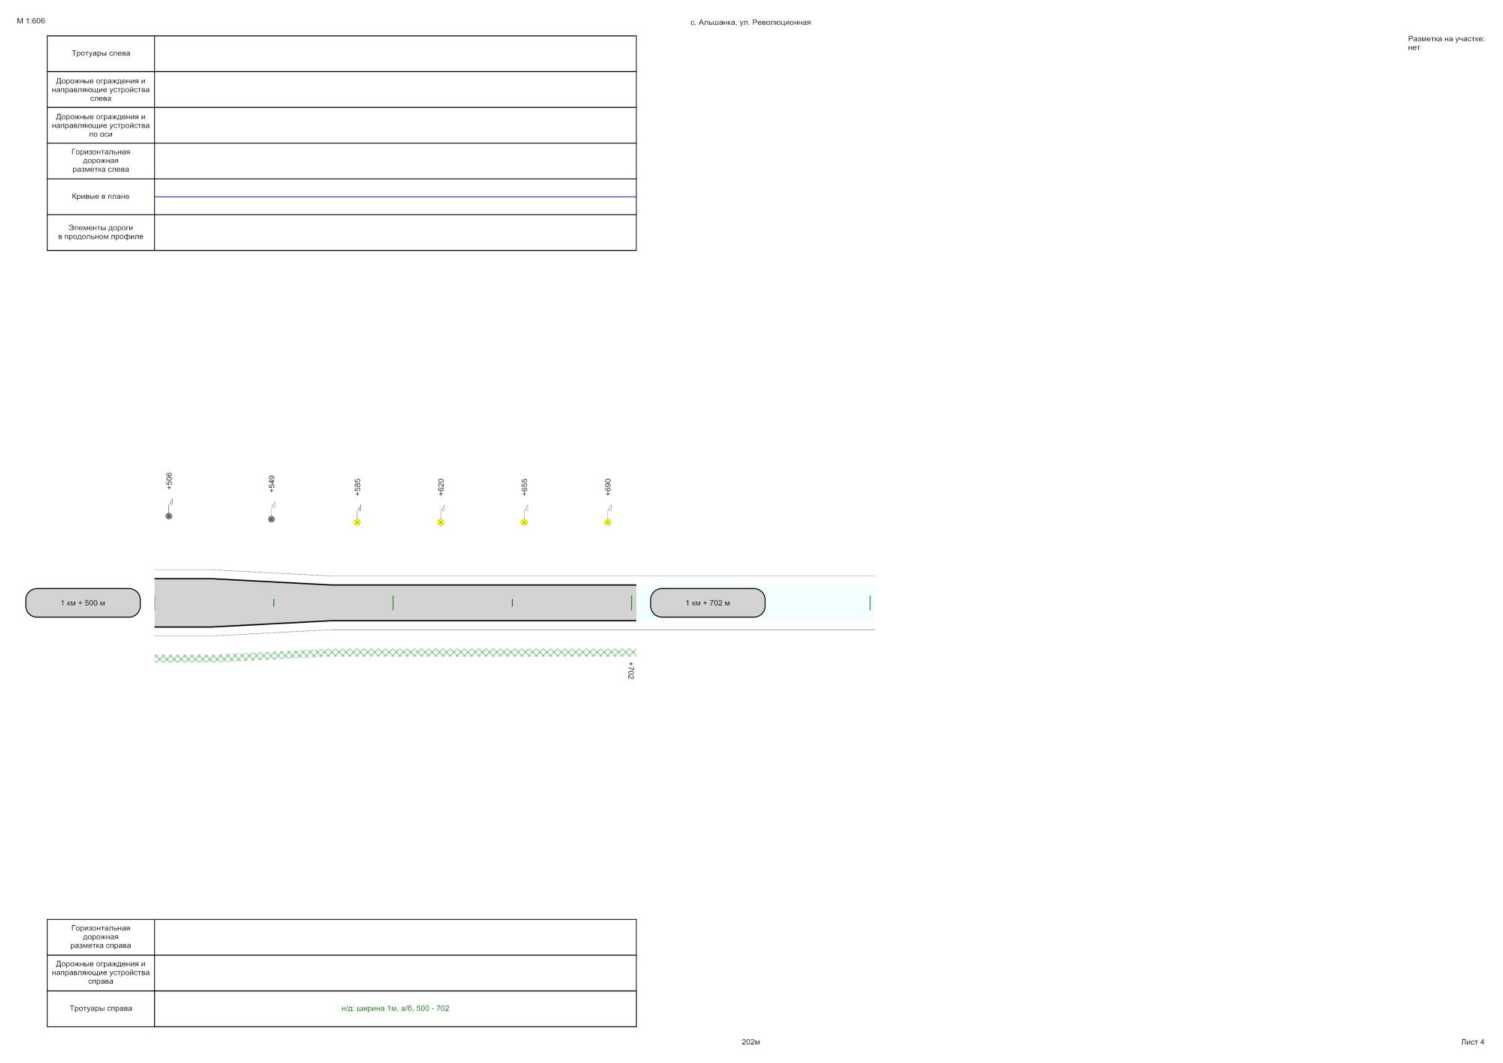 М 1:606
с. Альшанка, ул. Революционная
Разметка на участке:
нет
Тротуары слева
Дорожные ограждения и
направляющие устройства
слева
Дорожные ограждения и
направляющие устройства
по оси
Горизонтальная
дорожная
разметка слева
Кривые в плане
Элементы дороги
в продольном профиле
+506
+549
+585
+620
+655
+690
1 км + 500 м
1 км + 702 м
+702
Горизонтальная
дорожная
разметка справа
Дорожные ограждения и
направляющие устройства
справа
Тротуары справа
н/д: ширина 1м, а/б, 500 - 702
202м
Лист 4